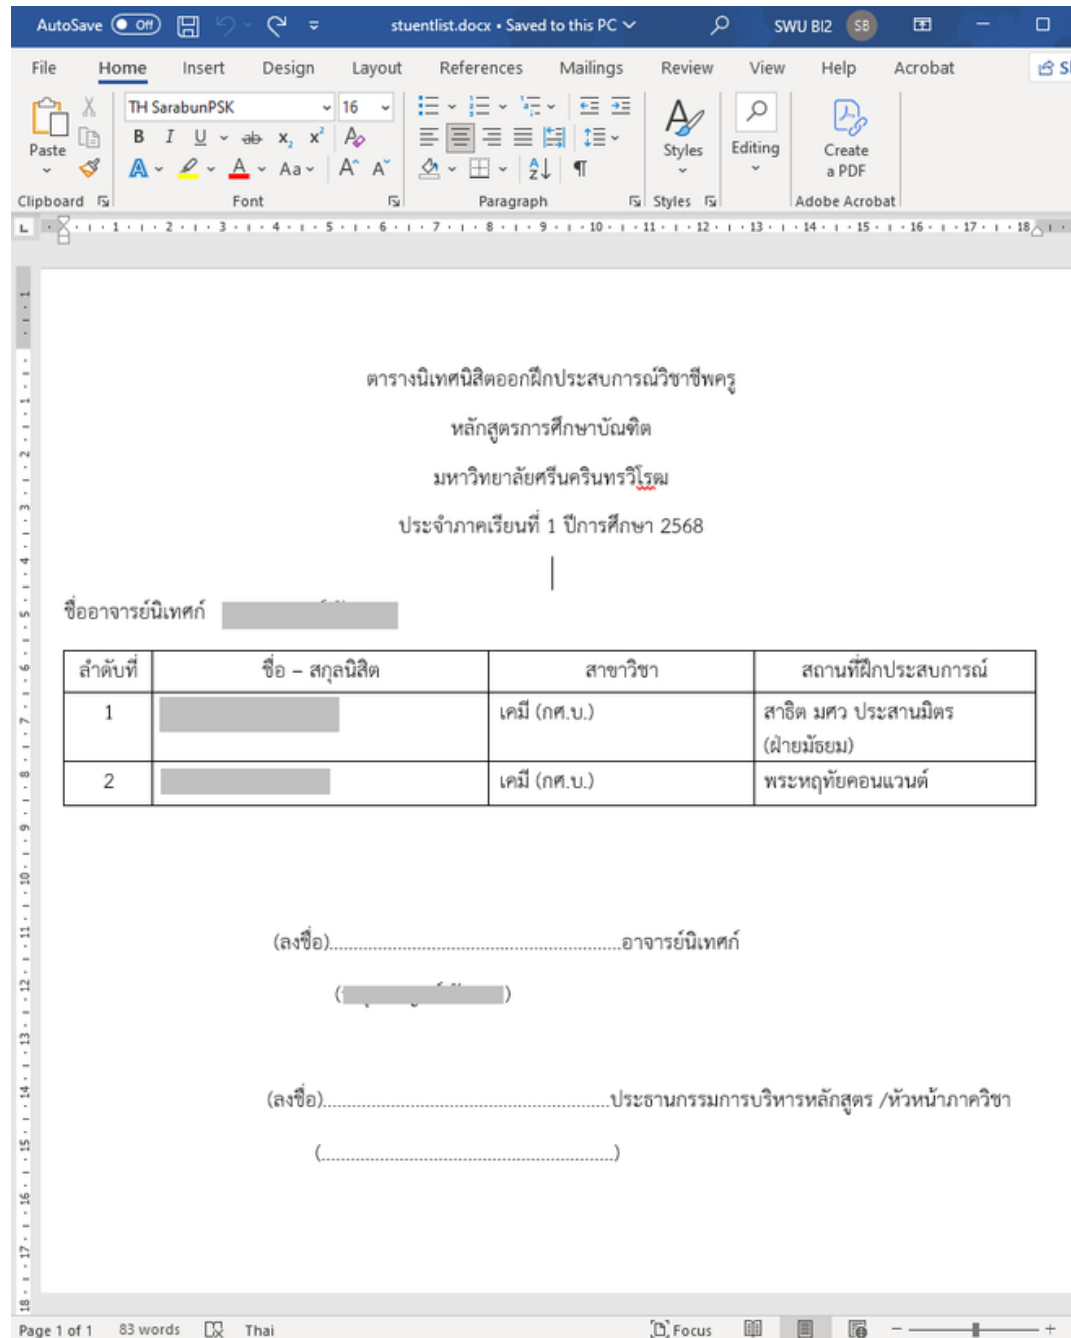 AutoSave Off stuentlist.docx • Saved to this PC SWU BI2 SB
File Home Insert Design Layout References Mailings Review View Help Acrobat
TH SarabunPSK 16
Paste Styles Editing Create a PDF
Clipboard Font Paragraph Styles Adobe Acrobat
ตารางนิเทศนิสิตออกฝึกประสบการณ์วิชาชีพครู
หลักสูตรการศึกษาบัณฑิต
มหาวิทยาลัยศรีนครินทรวิโรฒ
ประจำภาคเรียนที่ 1 ปีการศึกษา 2568
ชื่ออาจารย์นิเทศก์
ลำดับที่ ชื่อ – สกุลนิสิต สาขาวิชา สถานที่ฝึกประสบการณ์
1 เคมี (กศ.บ.) สาธิต มศว ประสานมิตร
(ฝ่ายมัธยม)
2 เคมี (กศ.บ.) พระหฤทัยคอนแวนต์
(ลงชื่อ)......................................................อาจารย์นิเทศก์
( )
(ลงชื่อ)......................................................ประธานกรรมการบริหารหลักสูตร /หัวหน้าภาควิชา
(......................................................)
Page 1 of 1 83 words Thai Focus